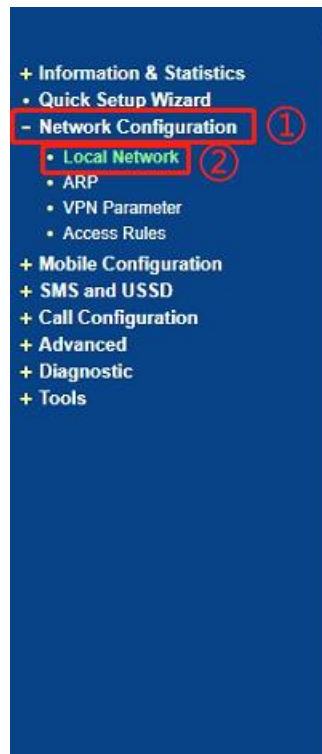 + Information & Statistics
• Quick Setup Wizard
− Network Configuration ①
• Local Network ②
• ARP
• VPN Parameter
• Access Rules
+ Mobile Configuration
+ SMS and USSD
+ Call Configuration
+ Advanced
+ Diagnostic
+ Tools